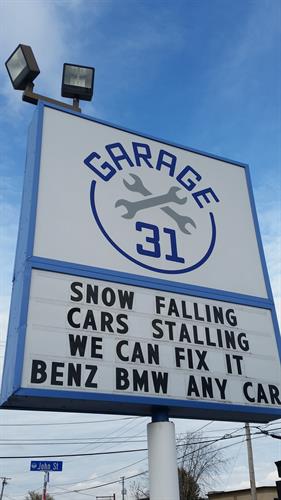 GARAGE
31
SNOW FALLING
CARS STALLING
WE CAN FIX IT
BENZ BMW ANY CAR
John St